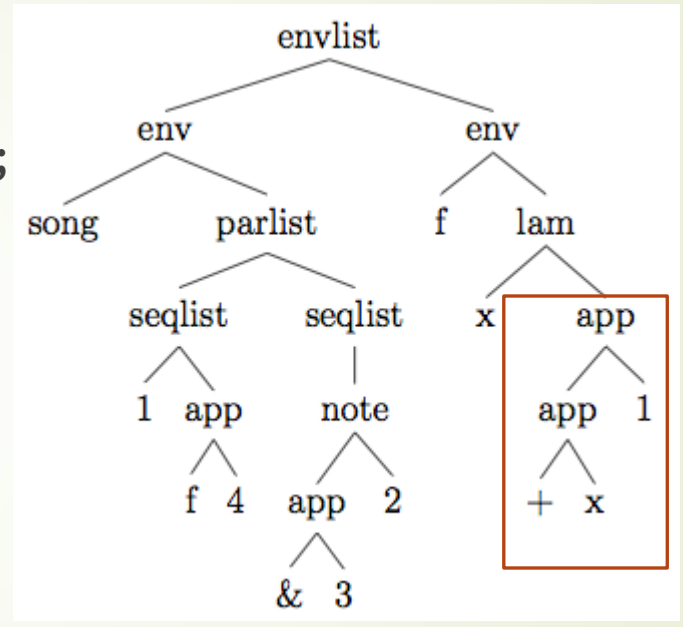 envlist
env env
;
song parlist f lam
seqlist seqlist x app
1 app note app 1
f 4 app 2 + x
& 3